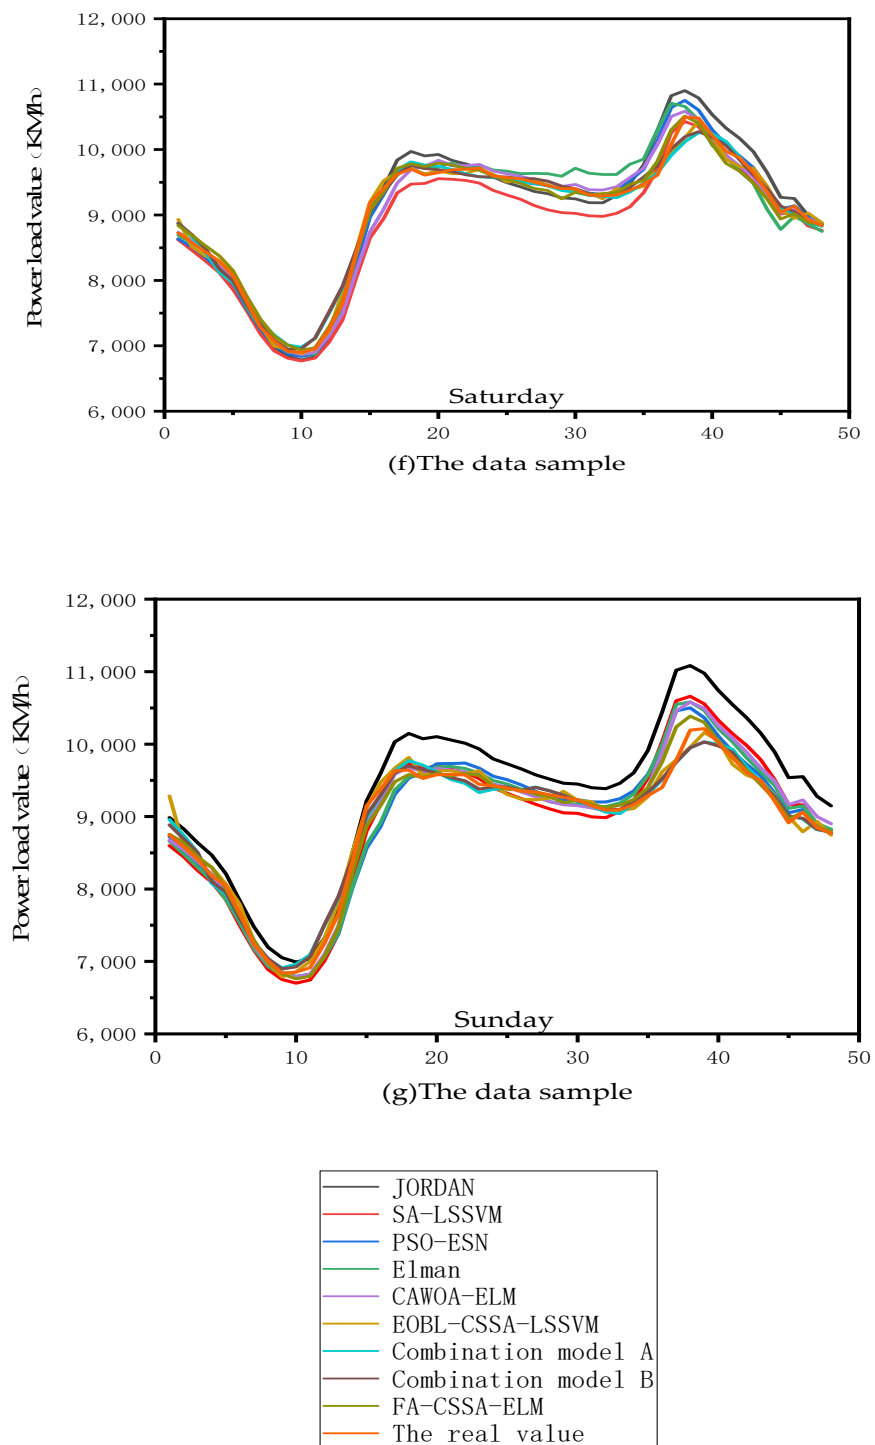 12,000
11,000
10,000
9,000
8,000
7,000
6,000
Power load value (KM/h)
Saturday
0 10 20 30 40 50
(f)The data sample
12,000
11,000
10,000
9,000
8,000
7,000
6,000
Power load value (KM/h)
Sunday
0 10 20 30 40 50
(g)The data sample
JORDAN
SA-LSSVM
PSO-ESN
Elman
CAWOA-ELM
EOBL-CSSA-LSSVM
Combination model A
Combination model B
FA-CSSA-ELM
The real value